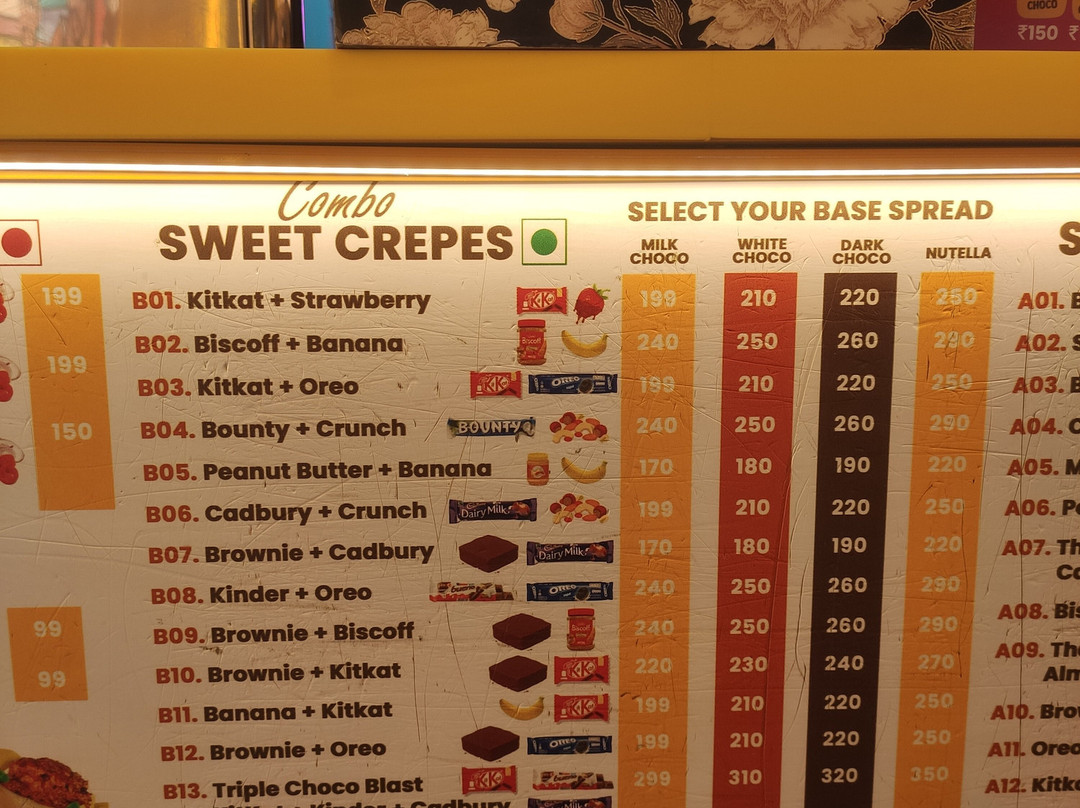 CHOCO
₹150 ₹
Combo
SWEET CREPES
SELECT YOUR BASE SPREAD
MILK CHOCO WHITE CHOCO DARK CHOCO NUTELLA
199
199
150
99
99
B01. Kitkat + Strawberry 199 210 220 250
B02. Biscoff + Banana 240 250 260 290
B03. Kitkat + Oreo 199 210 220 250
B04. Bounty + Crunch 240 250 260 290
B05. Peanut Butter + Banana 170 180 190 220
B06. Cadbury + Crunch 199 210 220 250
B07. Brownie + Cadbury 170 180 190 220
B08. Kinder + Oreo 240 250 260 290
B09. Brownie + Biscoff 240 250 260 290
B10. Brownie + Kitkat 220 230 240 270
B11. Banana + Kitkat 199 210 220 250
B12. Brownie + Oreo 199 210 220 250
B13. Triple Choco Blast 299 310 320 350
Kitkat + Kinder + Cadbury
A01.
A02.
A03.
A04.
A05.
A06.
A07.
A08.
A09.
A10.
A11.
A12.